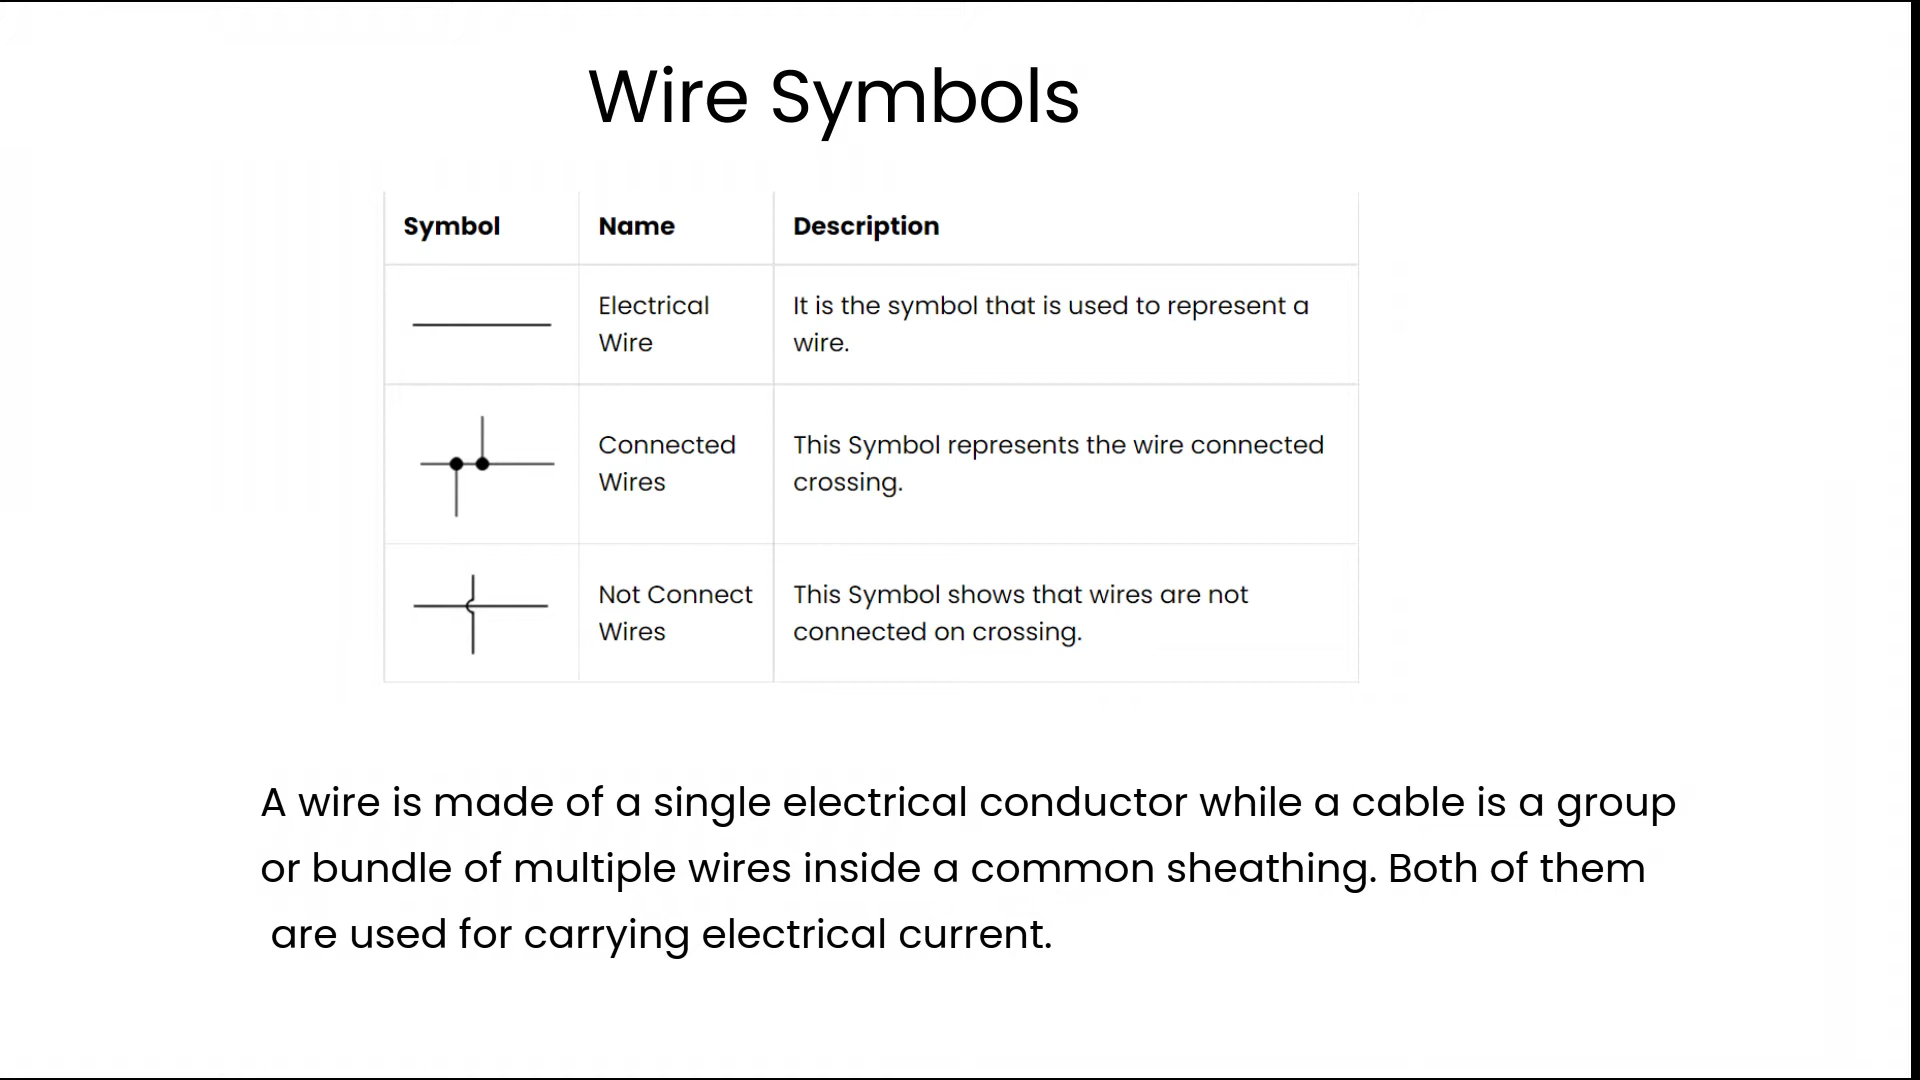 Wire Symbols
Symbol Name Description
Electrical
Wire
It is the symbol that is used to represent a
wire.
Connected
Wires
This Symbol represents the wire connected
crossing.
Not Connect
Wires
This Symbol shows that wires are not
connected on crossing.
A wire is made of a single electrical conductor while a cable is a group
or bundle of multiple wires inside a common sheathing. Both of them
are used for carrying electrical current.